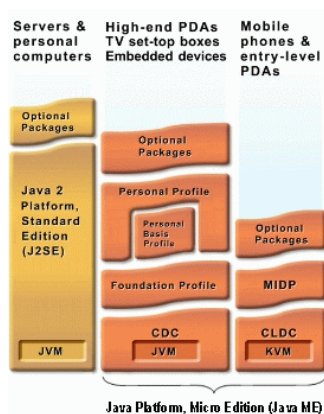 Servers &
personal
computers
High-end PDAs
TV set-top boxes
Embedded devices
Mobile
phones &
entry-level
PDAs
Optional
Packages
Java 2
Platform,
Standard
Edition
(J2SE)
JVM
Optional
Packages
Personal Profile
Personal
Basis
Profile
Foundation Profile
CDC
JVM
Optional
Packages
MIDP
CLDC
KVM
Java Platform, Micro Edition (Java ME)